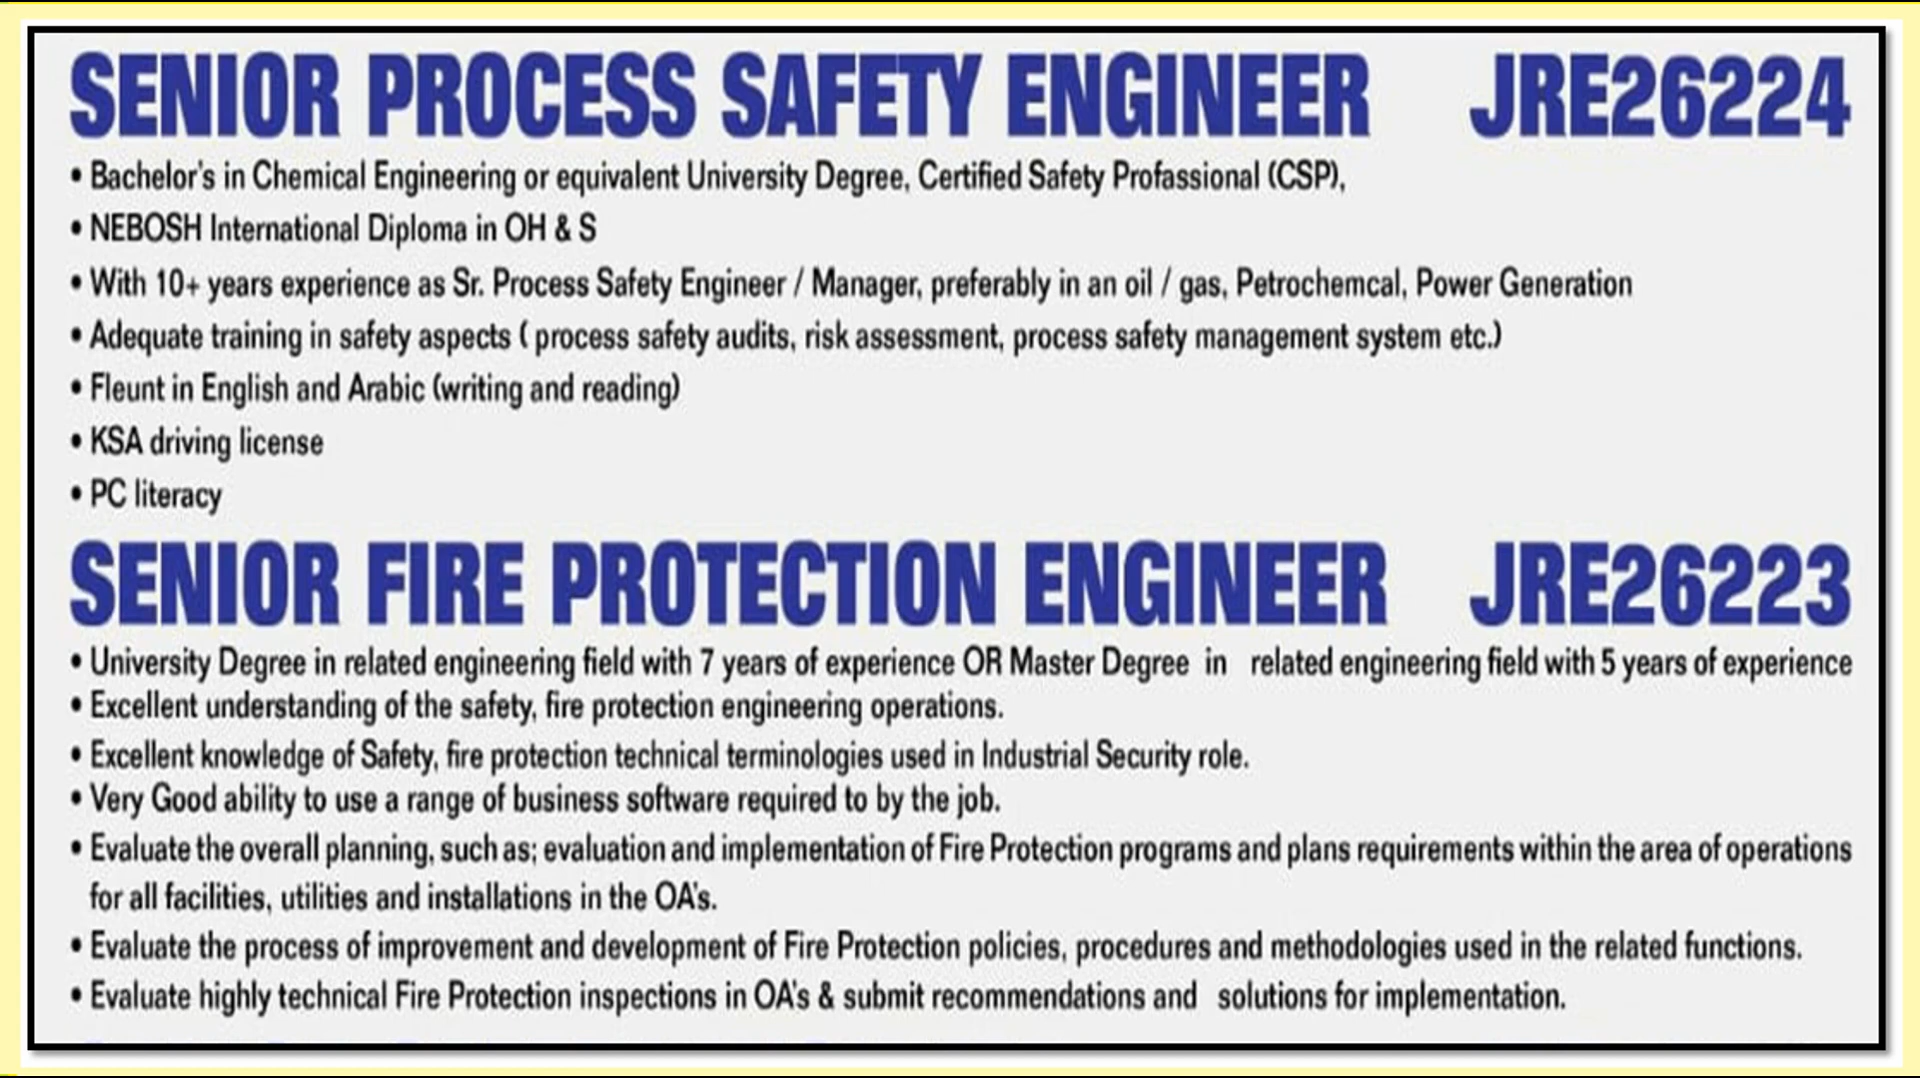 SENIOR PROCESS SAFETY ENGINEER JRE26224
• Bachelor's in Chemical Engineering or equivalent University Degree, Certified Safety Profassional (CSP),
• NEBOSH International Diploma in OH & S
• With 10+ years experience as Sr. Process Safety Engineer / Manager, preferably in an oil / gas, Petrochemcal, Power Generation
• Adequate training in safety aspects ( process safety audits, risk assessment, process safety management system etc.)
• Fleunt in English and Arabic (writing and reading)
• KSA driving license
• PC literacy
SENIOR FIRE PROTECTION ENGINEER JRE26223
• University Degree in related engineering field with 7 years of experience OR Master Degree in related engineering field with 5 years of experience
• Excellent understanding of the safety, fire protection engineering operations.
• Excellent knowledge of Safety, fire protection technical terminologies used in Industrial Security role.
• Very Good ability to use a range of business software required to by the job.
• Evaluate the overall planning, such as; evaluation and implementation of Fire Protection programs and plans requirements within the area of operations
for all facilities, utilities and installations in the OA's.
• Evaluate the process of improvement and development of Fire Protection policies, procedures and methodologies used in the related functions.
• Evaluate highly technical Fire Protection inspections in OA's & submit recommendations and solutions for implementation.